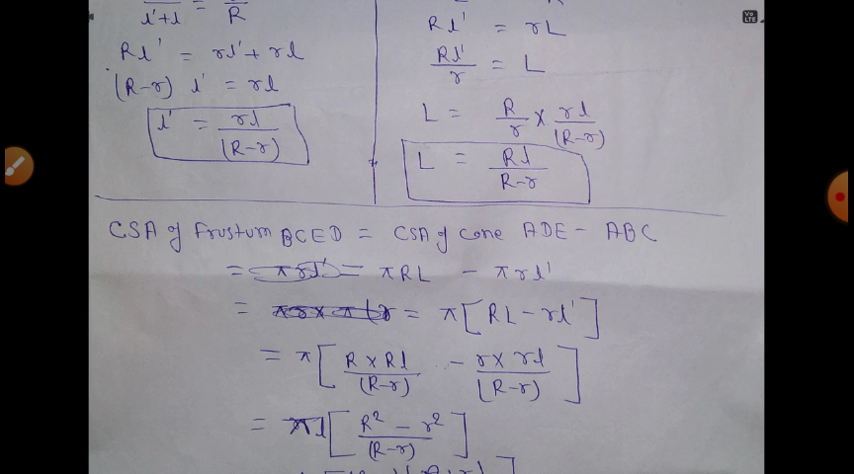 l'+l = R
Rl' = rl' + rl
(R-r) l' = rl
l' = rl/(R-r)
Rl' = rL
Rl'/r = L
L = R/r × rl/(R-r)
L = Rl/R-r
CSA of frustum BCED = CSA of cone ADE - ABC
= πrl' = πRL - πrl'
= = π[RL - rl']
= π[R×Rl/(R-r) - r×rl/(R-r)]
= πl[R² - r²/(R-r)]